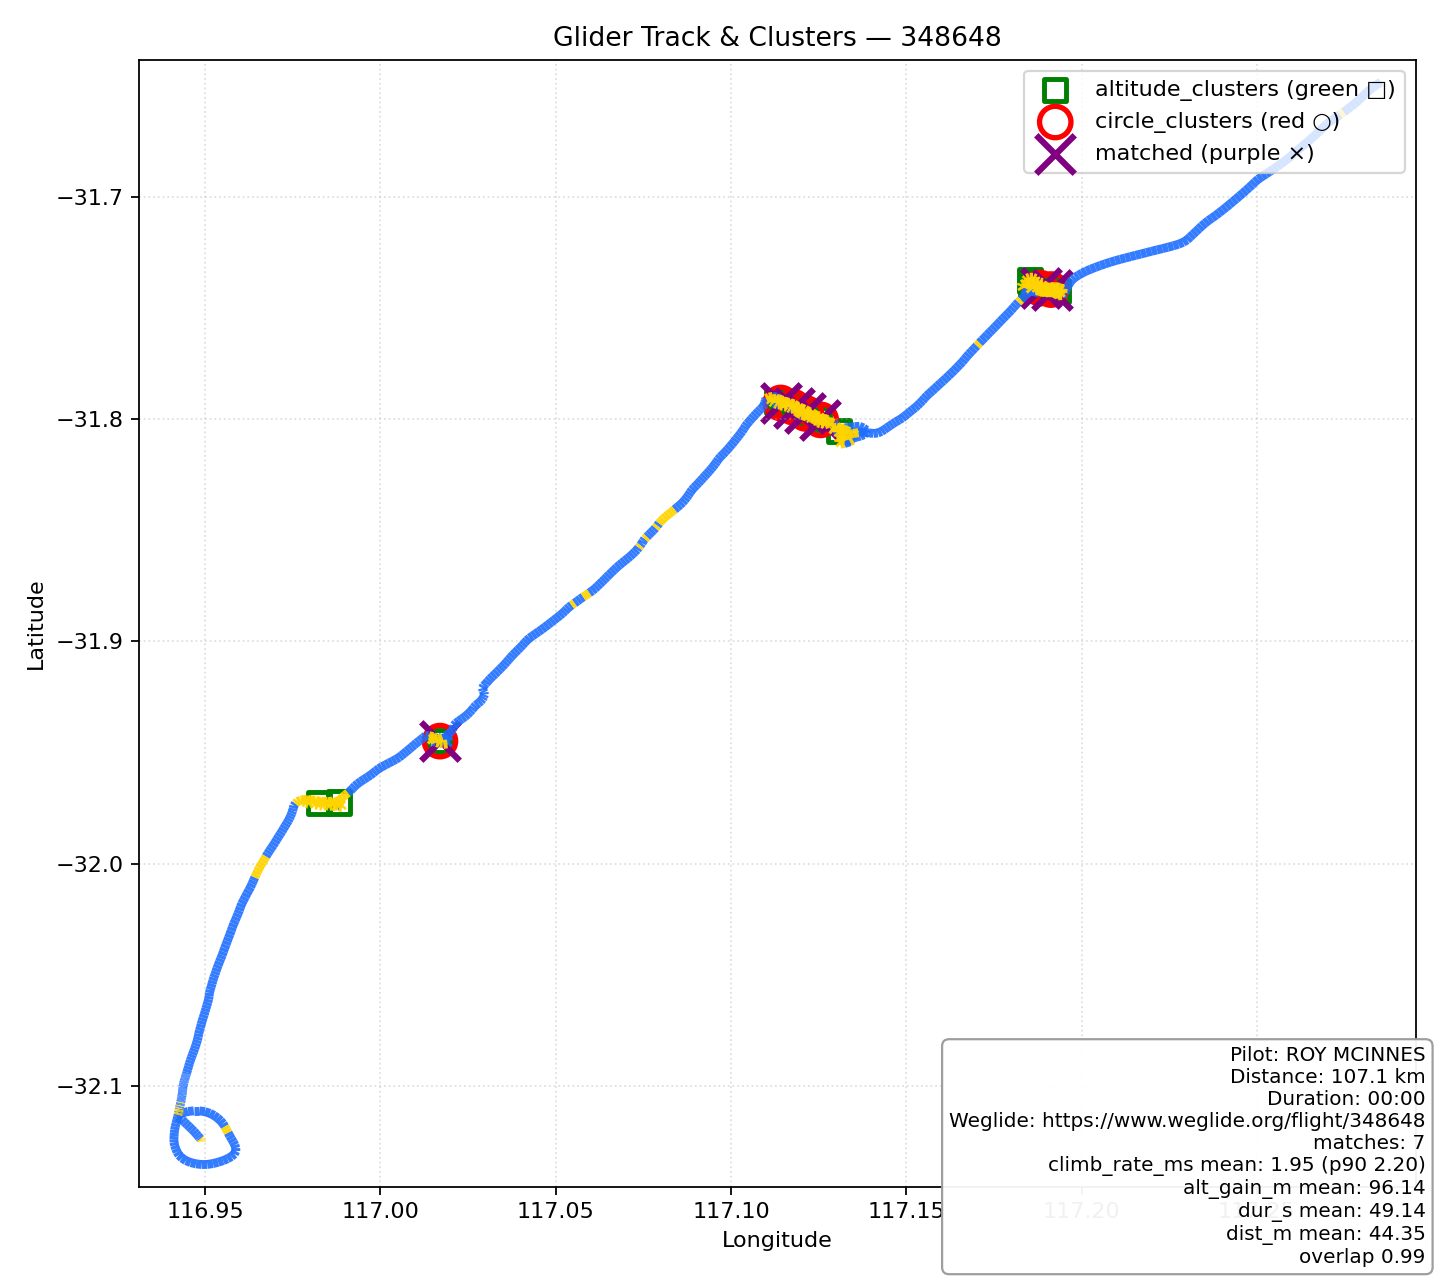 Glider Track & Clusters — 348648
altitude_clusters (green □)
circle_clusters (red ○)
matched (purple ×)
−31.7
−31.8
−31.9
−32.0
−32.1
Latitude
116.95
117.00
117.05
117.10
117.15
117.20
Longitude
Pilot: ROY MCINNES
Distance: 107.1 km
Duration: 00:00
Weglide: https://www.weglide.org/flight/348648
matches: 7
climb_rate_ms mean: 1.95 (p90 2.20)
alt_gain_m mean: 96.14
dur_s mean: 49.14
dist_m mean: 44.35
overlap 0.99